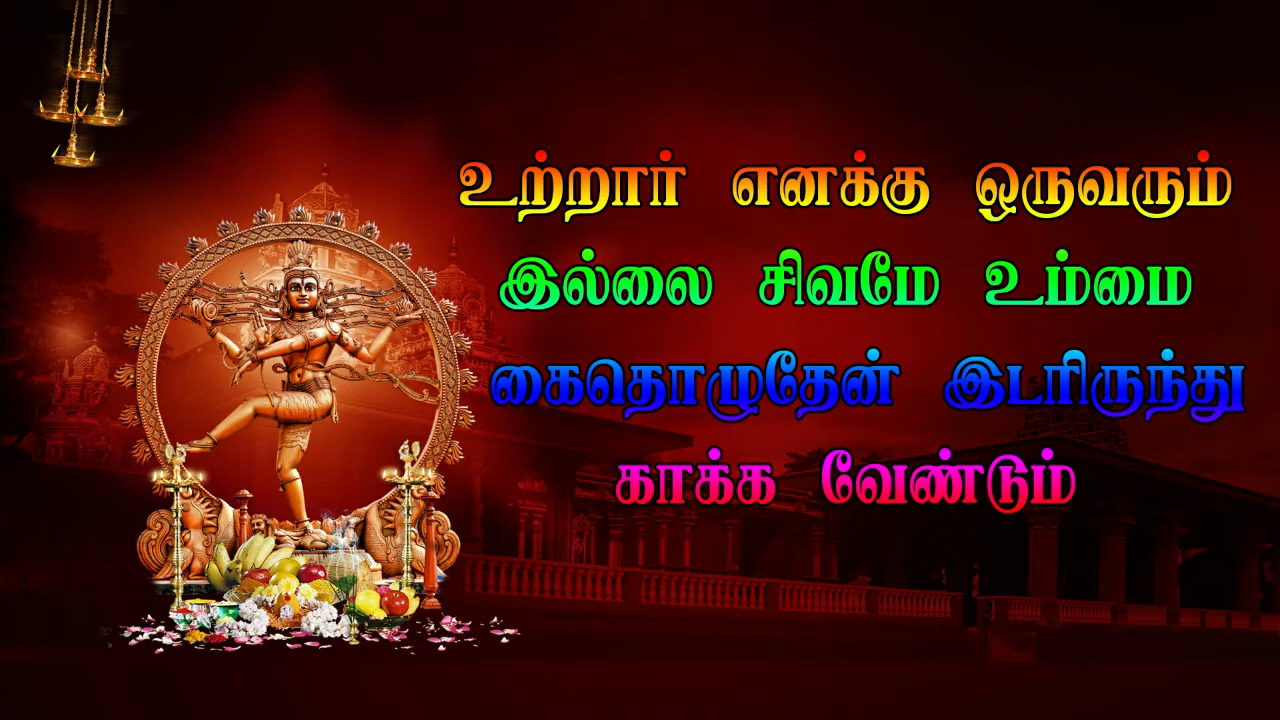 உற்றார் எனக்கு ஒருவரும்
இல்லை சிவமே உம்மை
கைதொழுதேன் இடரிருந்து
காக்க வேண்டும்